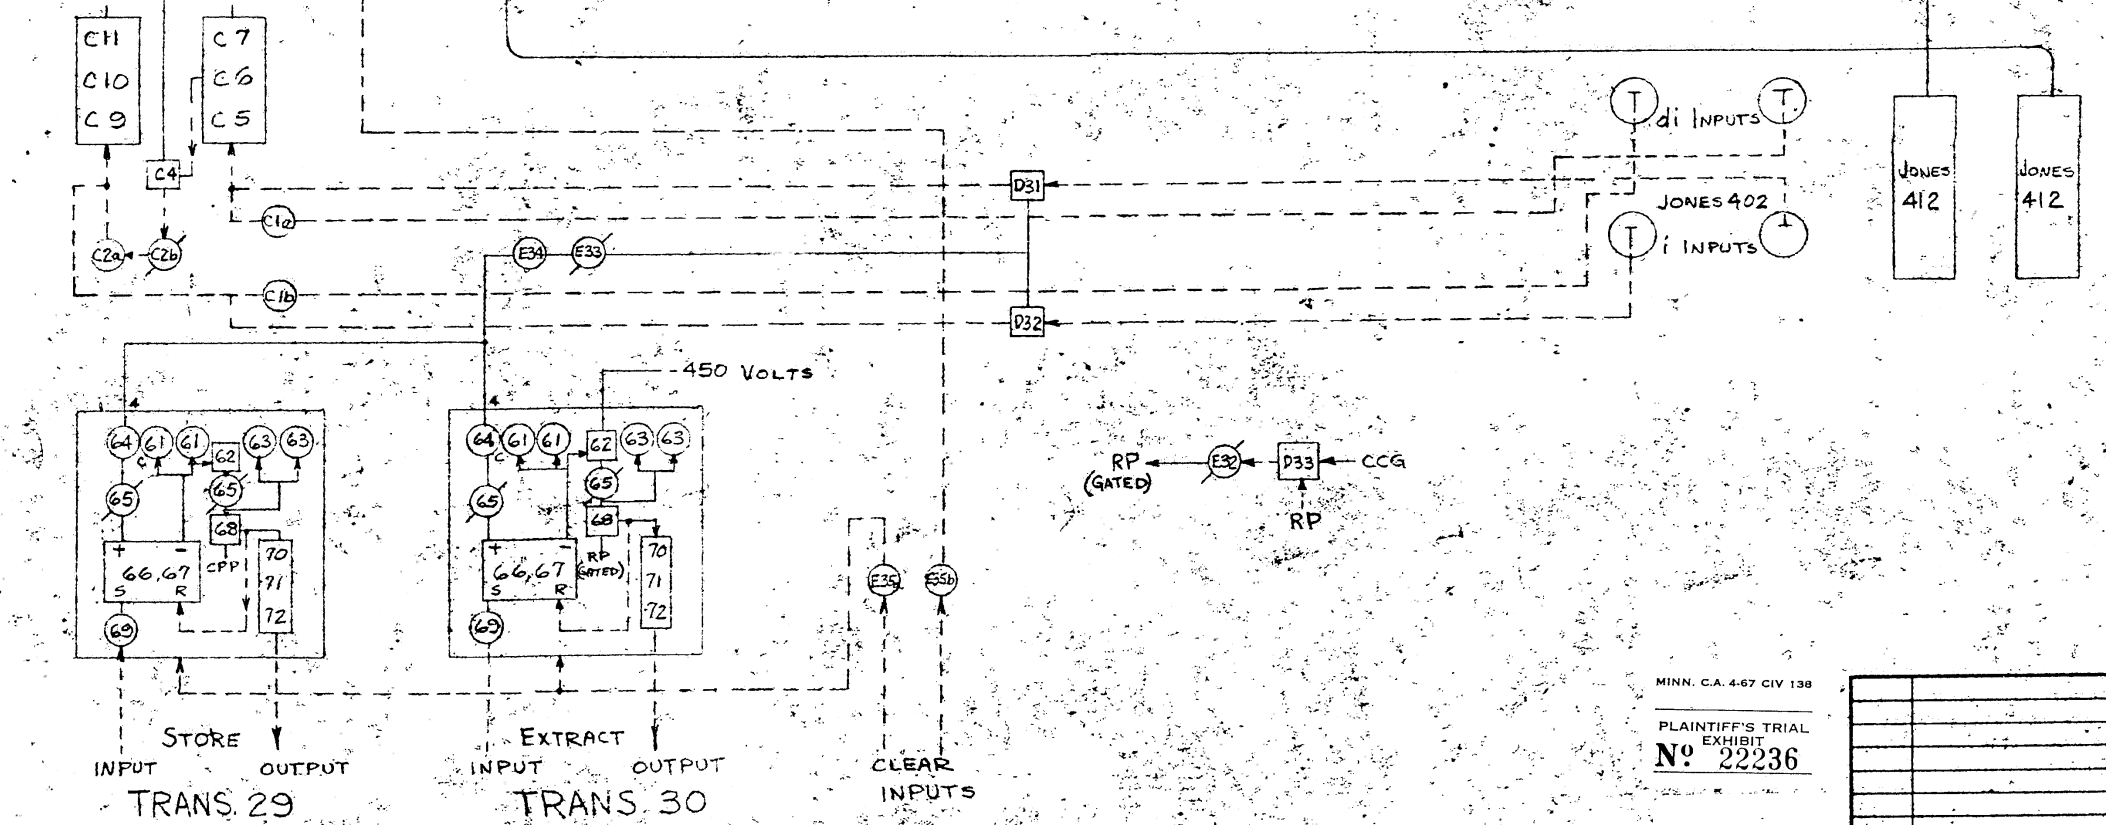 C11
C10
C9
C7
C6
C5
C4
C2a
C2b
C1a
C1b
E34
E33
D31
D32
T
di INPUTS
T
JONES 402
T
i INPUTS
T
JONES
412
JONES
412
-450 VOLTS
4
64
61
61
62
63
63
C
65
65
68
+
-
66,67
S
R
CPP
70
71
72
69
4
64
61
61
62
63
63
C
65
65
68
+
-
66,67
S
R
RP
(GATED)
70
71
72
69
RP
(GATED)
E32
D33
CCG
RP
E35a
E35b
STORE
INPUT
OUTPUT
TRANS. 29
EXTRACT
INPUT
OUTPUT
TRANS. 30
CLEAR
INPUTS
MINN. C.A. 4-67 CIV 138
PLAINTIFF'S TRIAL
EXHIBIT
Nº 22236